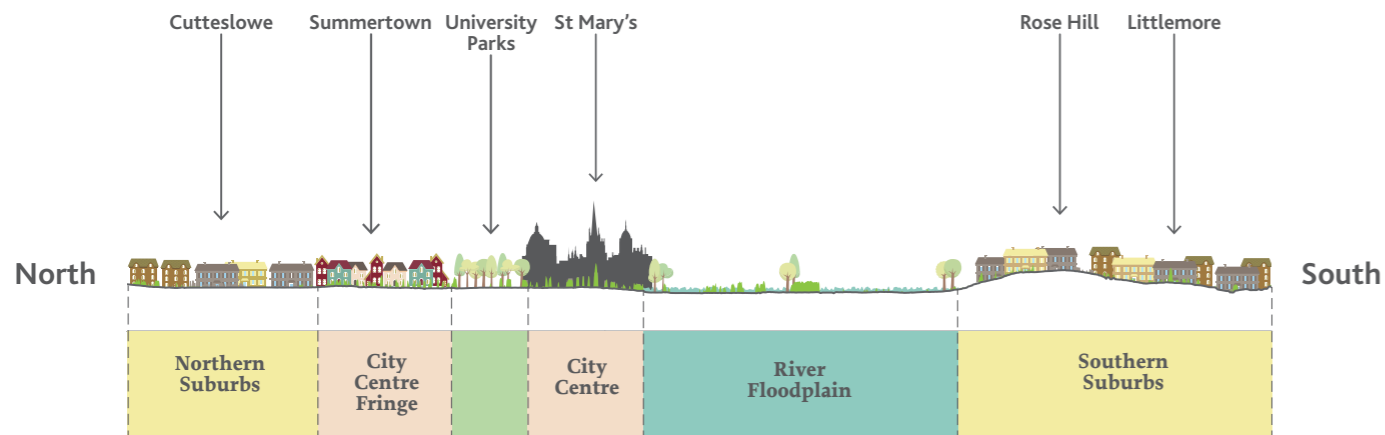 Cutteslowe
Summertown
University
Parks
St Mary's
Rose Hill
Littlemore
North
South
Northern
Suburbs
City
Centre
Fringe
City
Centre
River
Floodplain
Southern
Suburbs